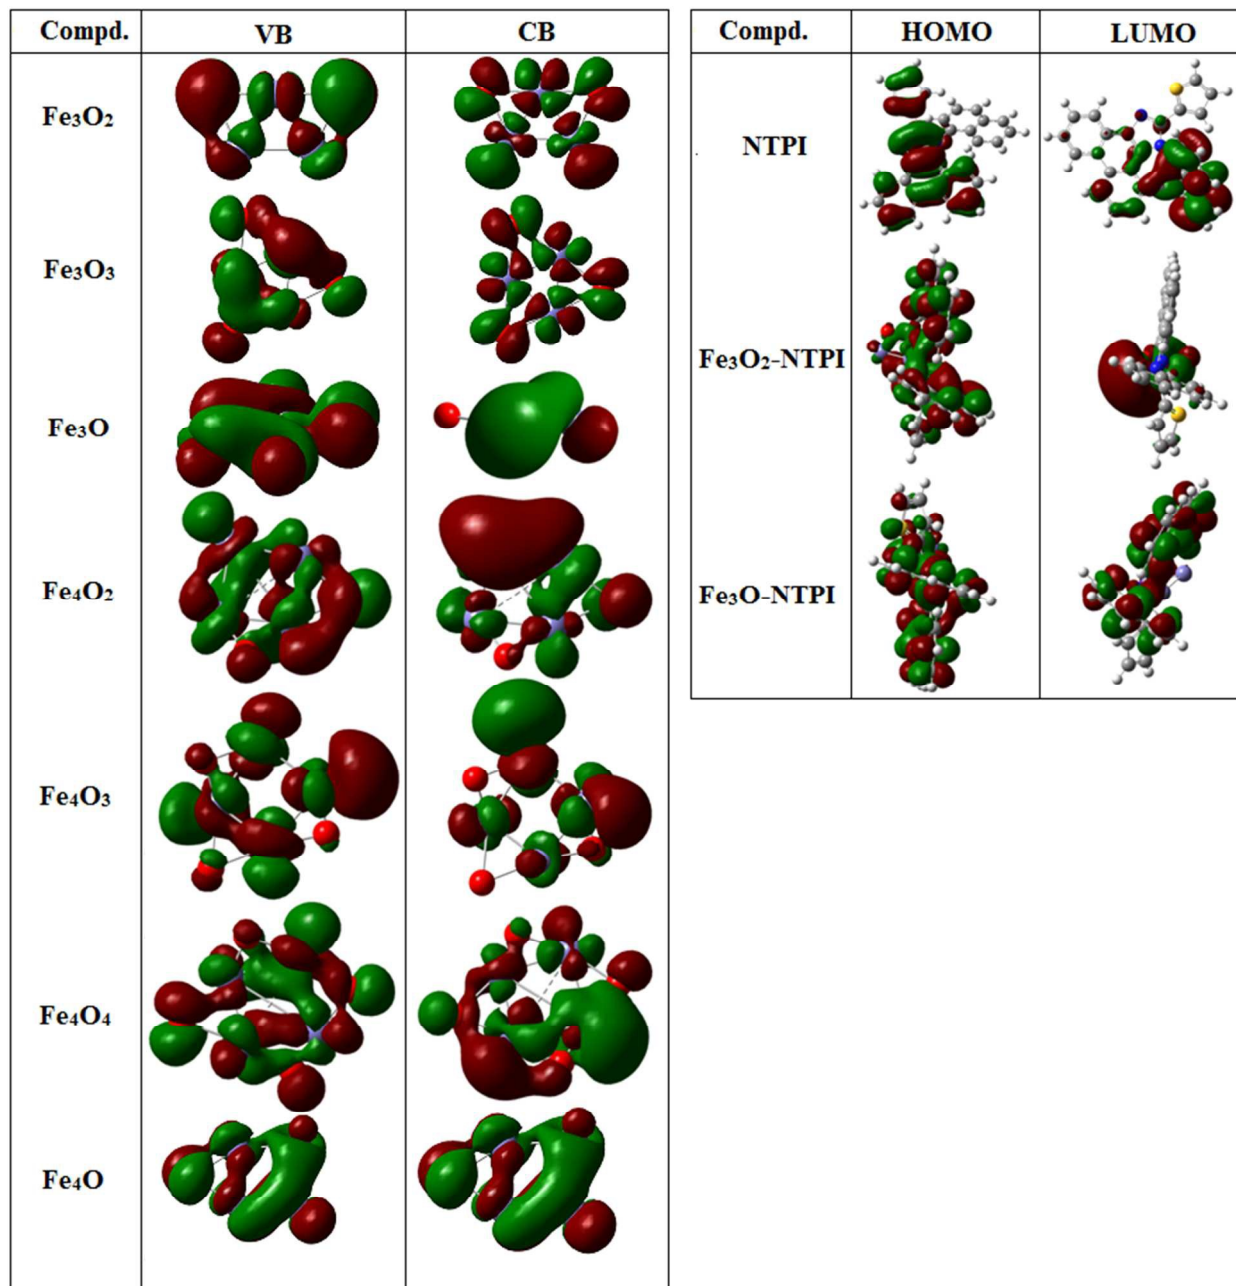 Compd. VB CB
Fe₃O₂
Fe₃O₃
Fe₃O
Fe₄O₂
Fe₄O₃
Fe₄O₄
Fe₄O
Compd. HOMO LUMO
NTPI
Fe₃O₂-NTPI
Fe₃O-NTPI